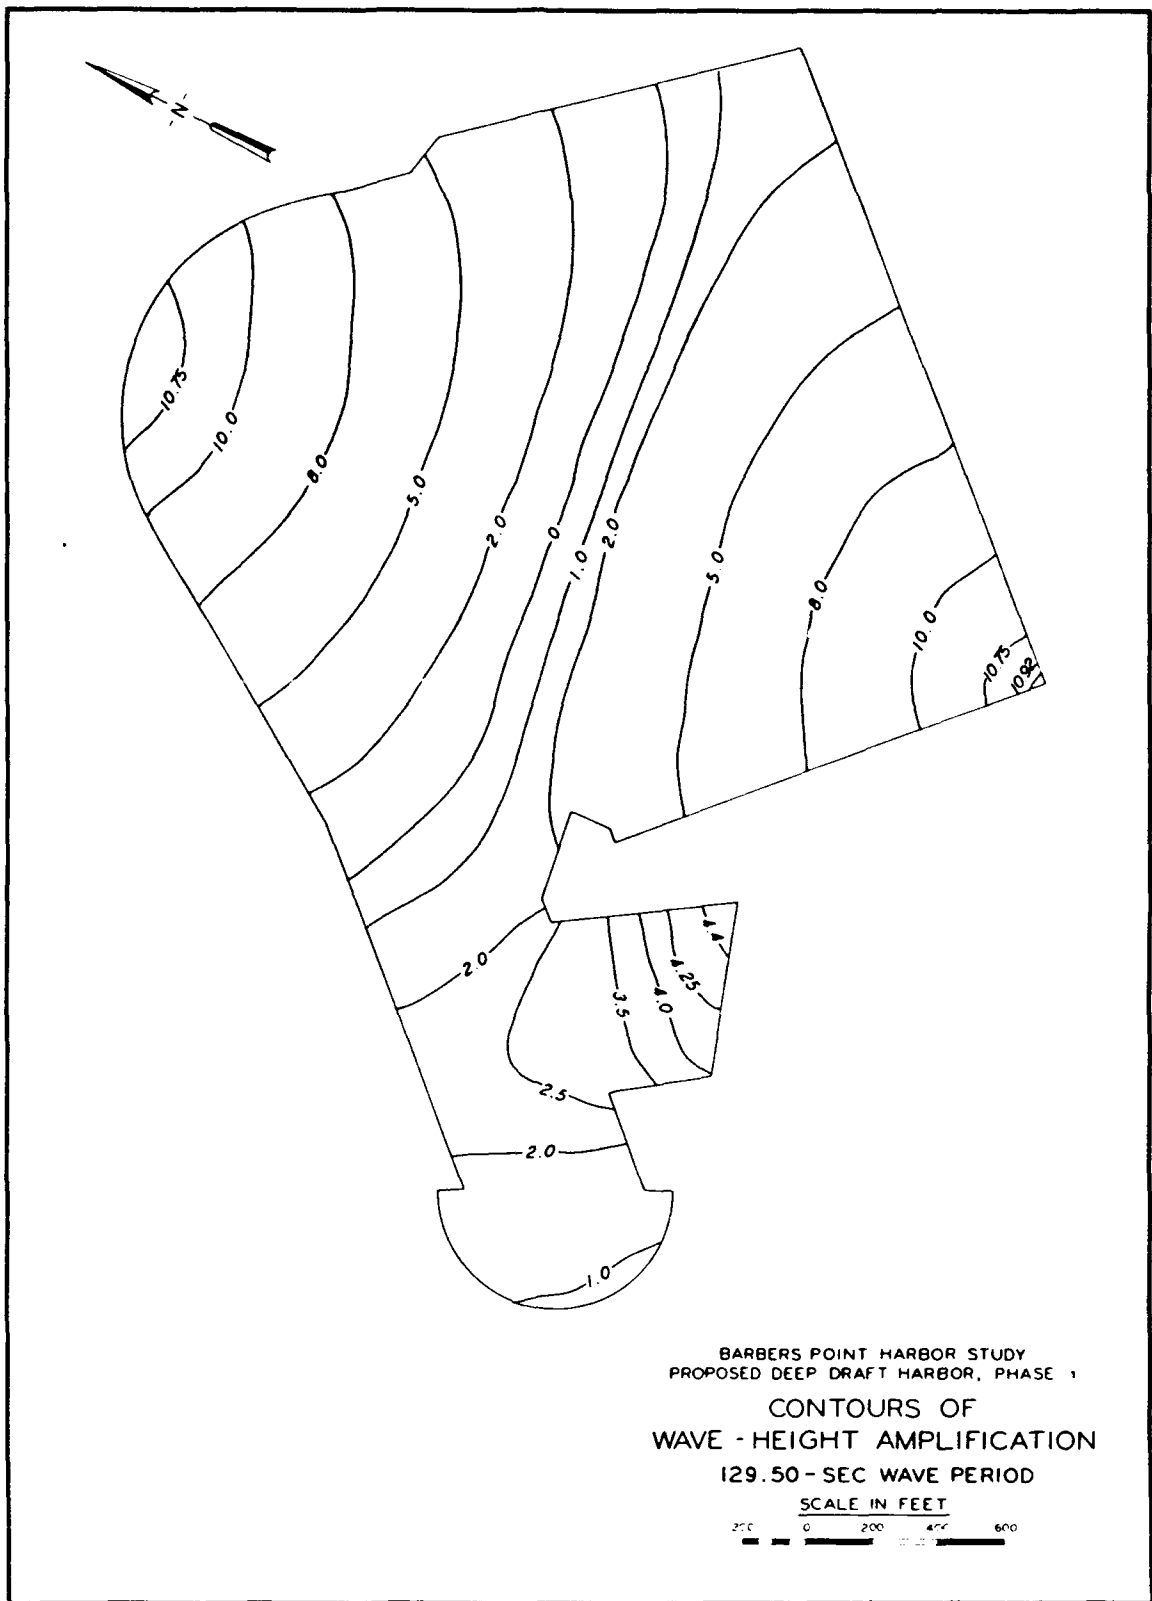 N
10.75
10.0
8.0
5.0
2.0
0
1.0
2.0
5.0
8.0
10.0
10.75
10.92
2.0
2.5
3.5
4.0
4.25
4.4
2.0
1.0
BARBERS POINT HARBOR STUDY
PROPOSED DEEP DRAFT HARBOR, PHASE 1
CONTOURS OF
WAVE - HEIGHT AMPLIFICATION
129.50 - SEC WAVE PERIOD
SCALE IN FEET
0 200 600